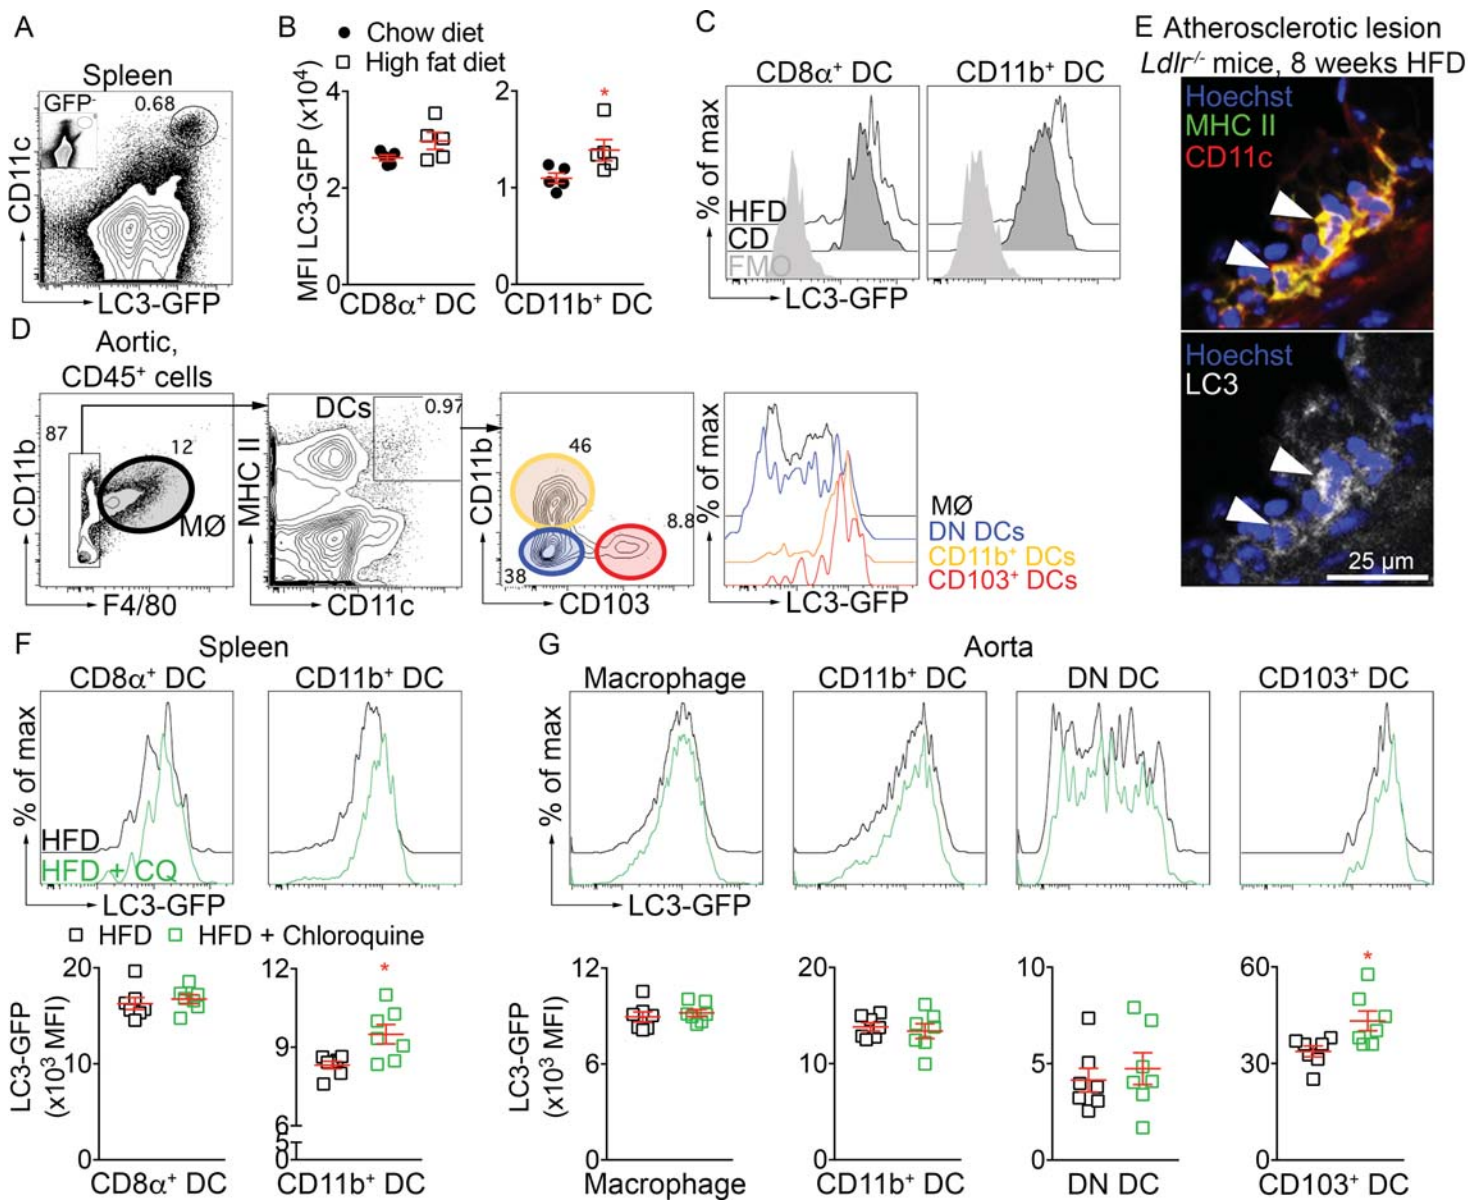 A
Spleen
GFP-
0.68
CD11c
LC3-GFP
B
● Chow diet
□ High fat diet
MFI LC3-GFP (x10⁴)
4
2
0
CD8α⁺ DC
*
2
1
0
CD11b⁺ DC
C
CD8α⁺ DC
CD11b⁺ DC
% of max
HFD
CD
FMO
LC3-GFP
E Atherosclerotic lesion
Ldlr⁻/⁻ mice, 8 weeks HFD
Hoechst
MHC II
CD11c
Hoechst
LC3
25 µm
D
Aortic,
CD45⁺ cells
87
12
MØ
CD11b
F4/80
DCs
0.97
MHC II
CD11c
46
8.8
38
CD11b
CD103
% of max
LC3-GFP
MØ
DN DCs
CD11b⁺ DCs
CD103⁺ DCs
F
Spleen
CD8α⁺ DC
CD11b⁺ DC
% of max
HFD
HFD + CQ
LC3-GFP
□ HFD □ HFD + Chloroquine
LC3-GFP
(x10³ MFI)
20
10
0
CD8α⁺ DC
*
12
9
6
5
0
CD11b⁺ DC
G
Aorta
Macrophage
CD11b⁺ DC
DN DC
CD103⁺ DC
% of max
LC3-GFP
LC3-GFP
(x10³ MFI)
12
6
0
Macrophage
20
10
0
CD11b⁺ DC
10
5
0
DN DC
*
60
30
0
CD103⁺ DC